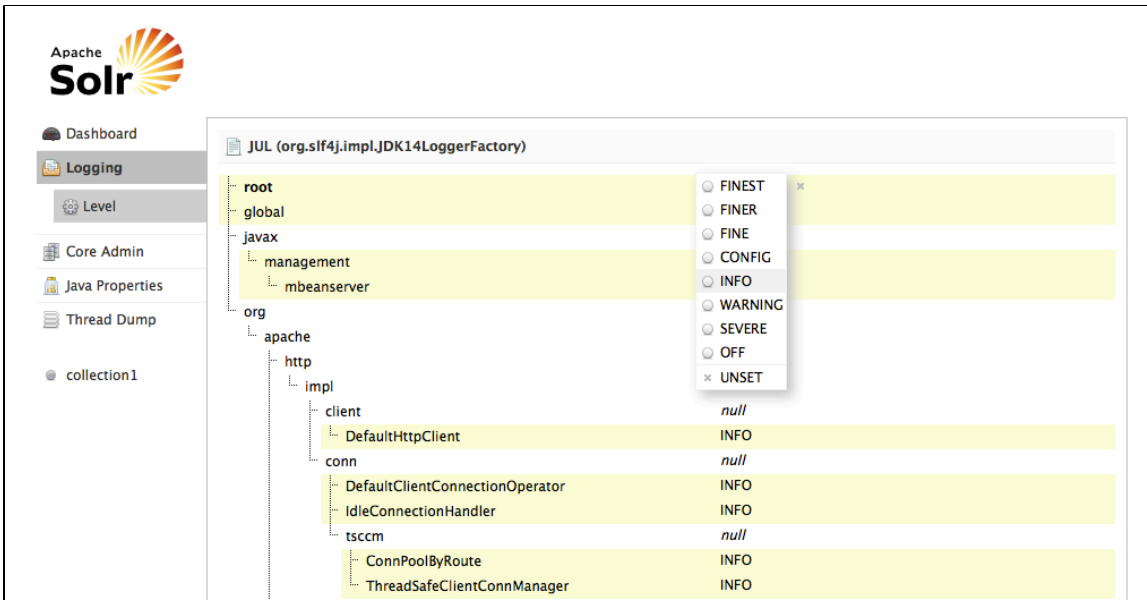 Apache
Solr
Dashboard
Logging
Level
Core Admin
Java Properties
Thread Dump
collection1
JUL (org.slf4j.impl.JDK14LoggerFactory)
root
global
javax
management
mbeanserver
org
apache
http
impl
FINEST
FINER
FINE
CONFIG
INFO
WARNING
SEVERE
OFF
UNSET
client null
DefaultHttpClient INFO
conn null
DefaultClientConnectionOperator INFO
IdleConnectionHandler INFO
tsccm null
ConnPoolByRoute INFO
ThreadSafeClientConnManager INFO